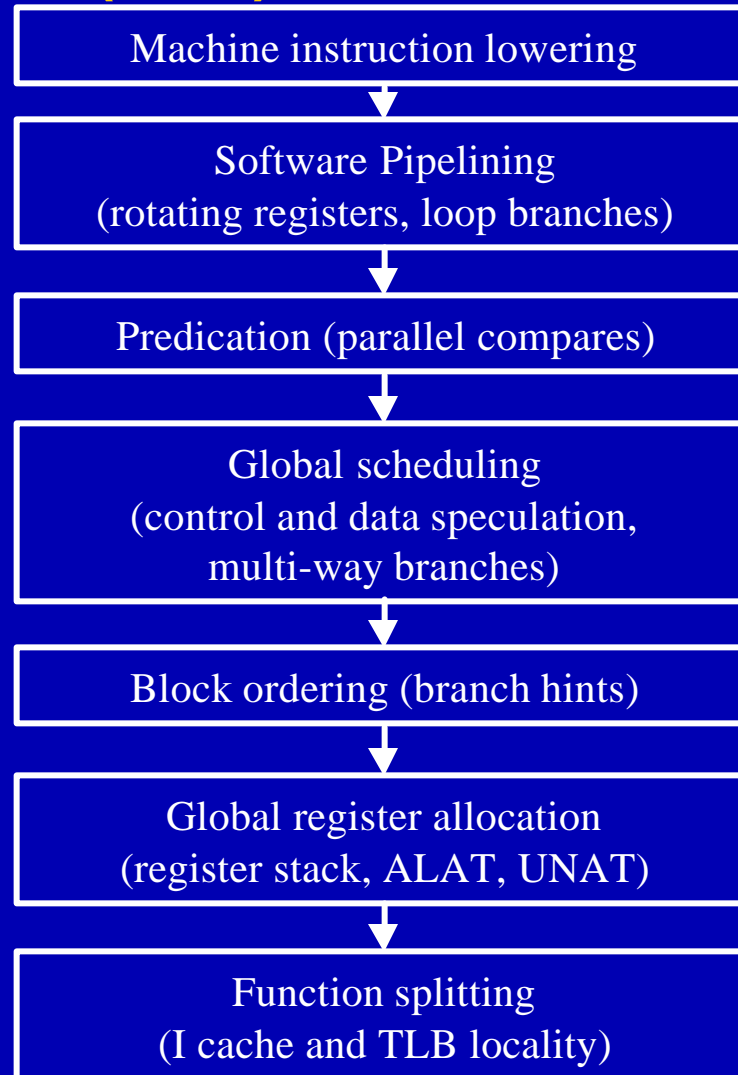 Machine instruction lowering
Software Pipelining
(rotating registers, loop branches)
Predication (parallel compares)
Global scheduling
(control and data speculation,
multi-way branches)
Block ordering (branch hints)
Global register allocation
(register stack, ALAT, UNAT)
Function splitting
(I cache and TLB locality)